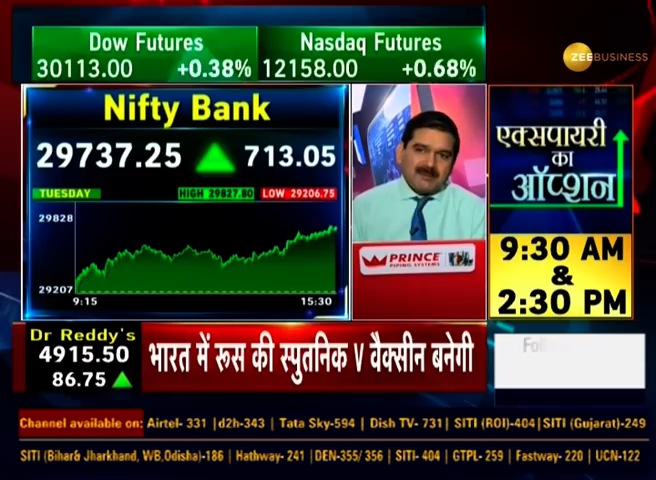 Dow Futures
30113.00 +0.38%
Nasdaq Futures
12158.00 +0.68%
ZEE BUSINESS
Nifty Bank
29737.25 713.05
TUESDAY HIGH 29827.80 LOW 29206.75
29828
29207
9:15 15:30
PRINCE
PIPING SYSTEMS
एक्सपायरी
का
ऑप्शन
9:30 AM
&
2:30 PM
Dr Reddy's
4915.50
86.75
भारत में रूस की स्पुतनिक V वैक्सीन बनेगी
Channel available on: Airtel- 331 | d2h-343 | Tata Sky-594 | Dish TV- 731 | SITI (ROI)-404 | SITI (Gujarat)-249
SITI (Bihar & Jharkhand, WB,Odisha)-186 | Hathway- 241 | DEN-355/ 356 | SITI- 404 | GTPL- 259 | Fastway- 220 | UCN-122